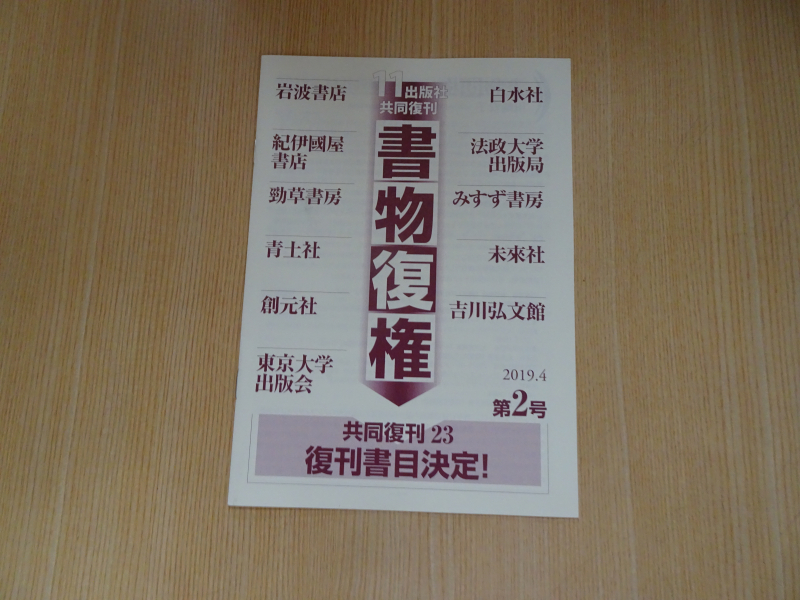 11出版社
共同復刊
書物復権
岩波書店
紀伊國屋
書店
勁草書房
青土社
創元社
東京大学
出版会
白水社
法政大学
出版局
みすず書房
未來社
吉川弘文館
2019.4
第2号
共同復刊 23
復刊書目決定!